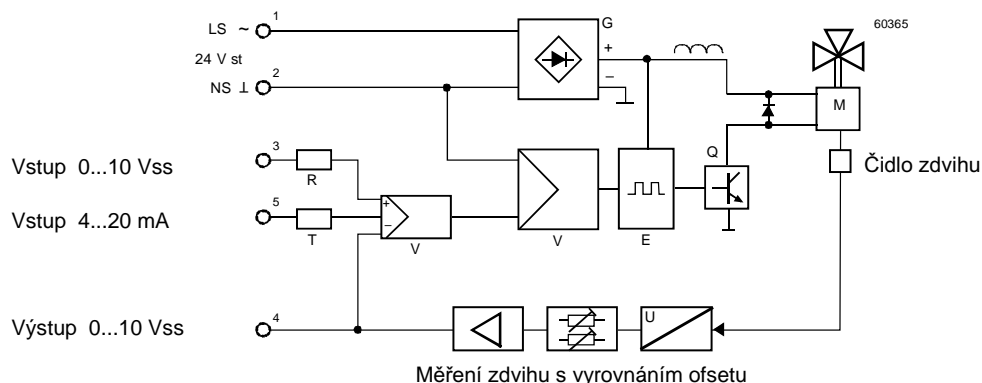 1
G
60365
LS ~
+
24 V st
2
–
NS ⊥
M
3
Q
Vstup 0...10 Vss
Čidlo zdvihu
R
5
+
Vstup 4...20 mA
–
T
V
V
E
4
U
Výstup 0...10 Vss
Měření zdvihu s vyrovnáním ofsetu